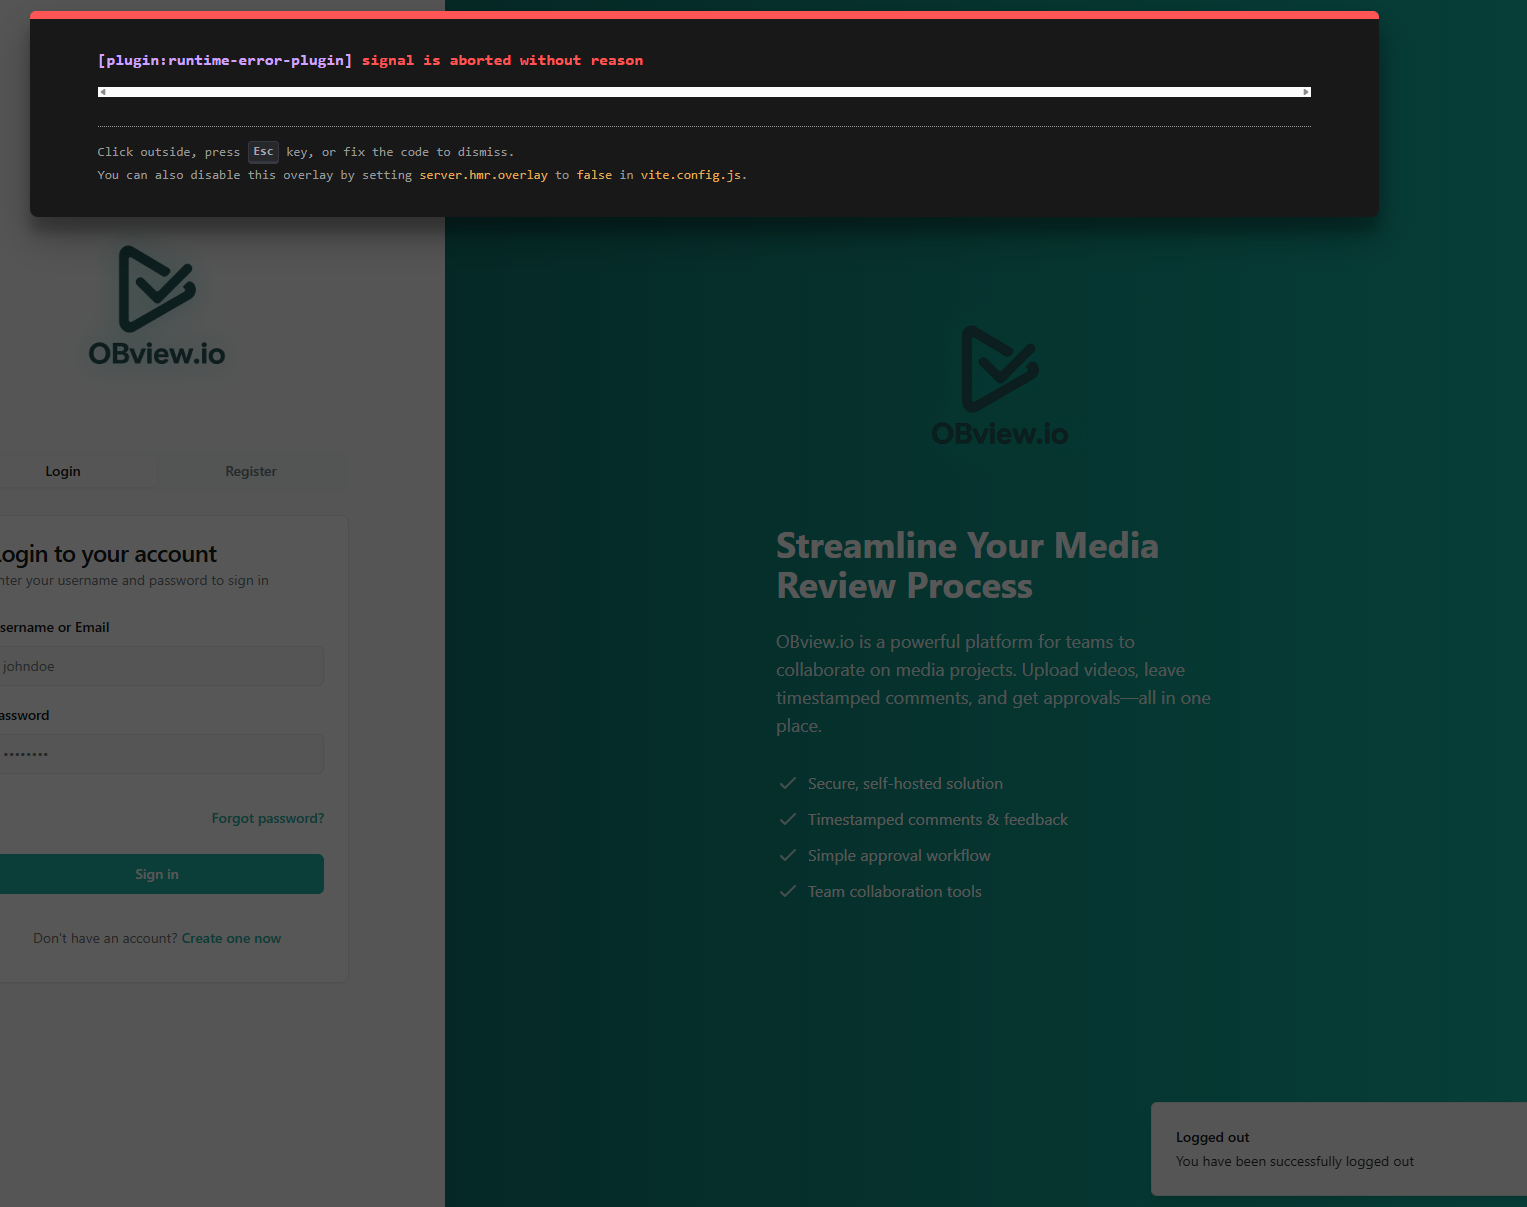 [plugin:runtime-error-plugin] signal is aborted without reason
Click outside, press Esc key, or fix the code to dismiss.
You can also disable this overlay by setting server.hmr.overlay to false in vite.config.js.
OBview.io
Login
Register
ogin to your account
nter your username and password to sign in
sername or Email
johndoe
assword
••••••••
Forgot password?
Sign in
Don't have an account? Create one now
OBview.io
Streamline Your Media
Review Process
OBview.io is a powerful platform for teams to
collaborate on media projects. Upload videos, leave
timestamped comments, and get approvals—all in one
place.
Secure, self-hosted solution
Timestamped comments & feedback
Simple approval workflow
Team collaboration tools
Logged out
You have been successfully logged out